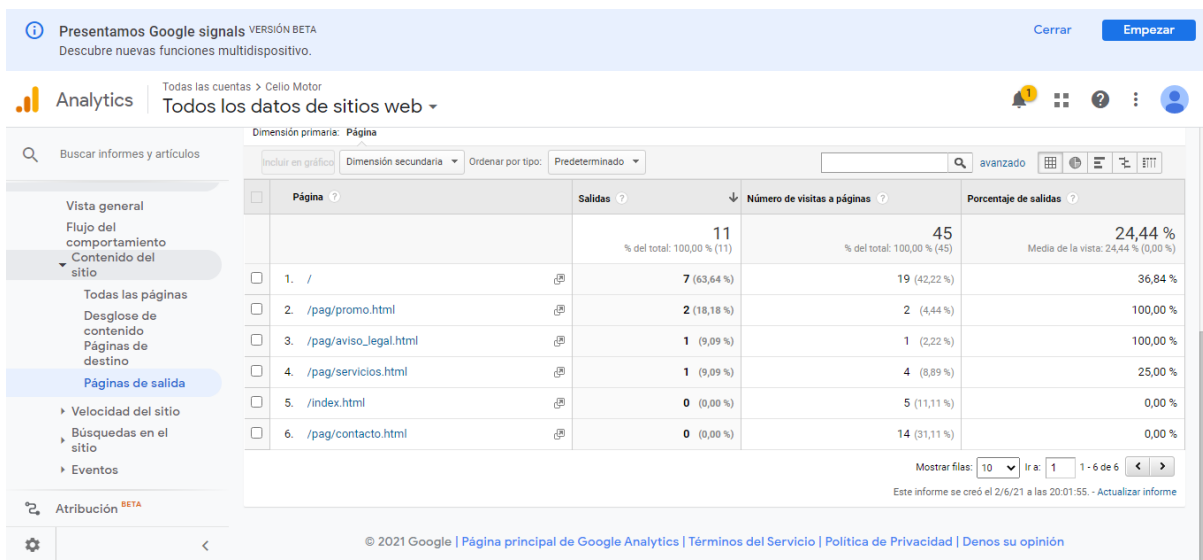 Presentamos Google signals VERSIÓN BETA
Descubre nuevas funciones multidispositivo.
Cerrar
Empezar
Analytics
Todas las cuentas > Celio Motor
Todos los datos de sitios web
1
Buscar informes y artículos
Vista general
Flujo del
comportamiento
Contenido del
sitio
Todas las páginas
Desglose de
contenido
Páginas de
destino
Páginas de salida
Velocidad del sitio
Búsquedas en el
sitio
Eventos
Atribución BETA
Dimensión primaria: Página
Incluir en gráfico Dimensión secundaria Ordenar por tipo: Predeterminado avanzado
Página ? Salidas ? Número de visitas a páginas ? Porcentaje de salidas ?
11 45 24,44 %
% del total: 100,00 % (11) % del total: 100,00 % (45) Media de la vista: 24,44 % (0,00 %)
1. / 7 (63,64 %) 19 (42,22 %) 36,84 %
2. /pag/promo.html 2 (18,18 %) 2 (4,44 %) 100,00 %
3. /pag/aviso_legal.html 1 (9,09 %) 1 (2,22 %) 100,00 %
4. /pag/servicios.html 1 (9,09 %) 4 (8,89 %) 25,00 %
5. /index.html 0 (0,00 %) 5 (11,11 %) 0,00 %
6. /pag/contacto.html 0 (0,00 %) 14 (31,11 %) 0,00 %
Mostrar filas: 10 Ir a: 1 1 - 6 de 6
Este informe se creó el 2/6/21 a las 20:01:55. - Actualizar informe
© 2021 Google | Página principal de Google Analytics | Términos del Servicio | Política de Privacidad | Denos su opinión